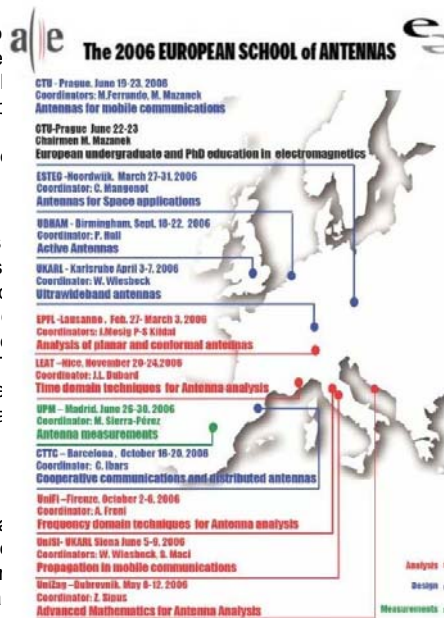 a e
The 2006 EUROPEAN SCHOOL of ANTENNAS
CTU - Prague, June 19-23, 2006
Coordinators: M.Ferrando, M. Mazanek
Antennas for mobile communications
CTU-Prague June 22-23
Chairmen M. Mazanek
European undergraduate and PhD education in electromagnetics
ESTEC -Noordwijk, March 27-31, 2006
Coordinator: C. Mangenot
Antennas for Space applications
UBHAM - Birmingham, Sept. 18-22, 2006
Coordinator: P. Hall
Active Antennas
UKARL - Karlsruhe April 3-7, 2006
Coordinator: W. Wiesbeck
Ultrawideband antennas
EPFL -Lausanne, Feb. 27- March 3, 2006
Coordinators: J.Mosig P-S Kildal
Analysis of planar and conformal antennas
LEAT -Nice, November 20-24,2006
Coordinator: J.L. Dubard
Time domain techniques for Antenna analysis
UPM - Madrid, June 26-30, 2006
Coordinator: M. Sierra-Pérez
Antenna measurements
CTTC - Barcelona, October 16-20, 2006
Coordinator: C. Ibars
Cooperative communications and distributed antennas
UniFi -Firenze, October 2-6, 2006
Coordinator: A. Freni
Frequency domain techniques for Antenna analysis
UniSI- UKARL Siena June 5-9, 2006
Coordinators: W. Wiesbeck, S. Maci
Propagation in mobile communications
UniZag -Dubrovnik, May 8-12, 2006
Coordinator: Z. Sipus
Advanced Mathematics for Antenna Analysis
Analysis
Design
Measurements